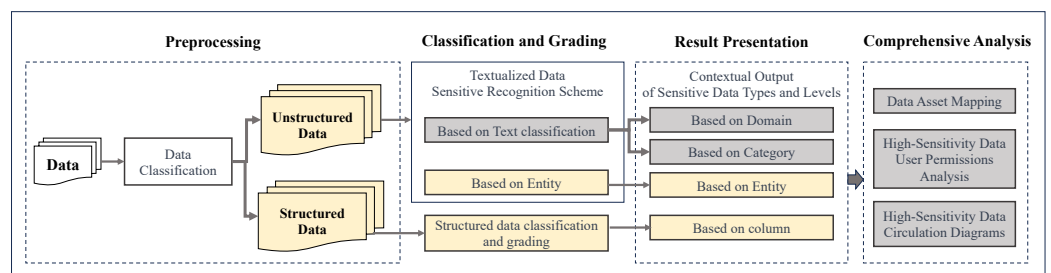 Preprocessing
Classification and Grading
Result Presentation
Comprehensive Analysis
Data
Data
Classification
Unstructured
Data
Structured
Data
Textualized Data
Sensitive Recognition Scheme
Based on Text classification
Based on Entity
Structured data classification
and grading
Contextual Output
of Sensitive Data Types and Levels
Based on Domain
Based on Category
Based on Entity
Based on column
Data Asset Mapping
High-Sensitivity Data
User Permissions
Analysis
High-Sensitivity Data
Circulation Diagrams